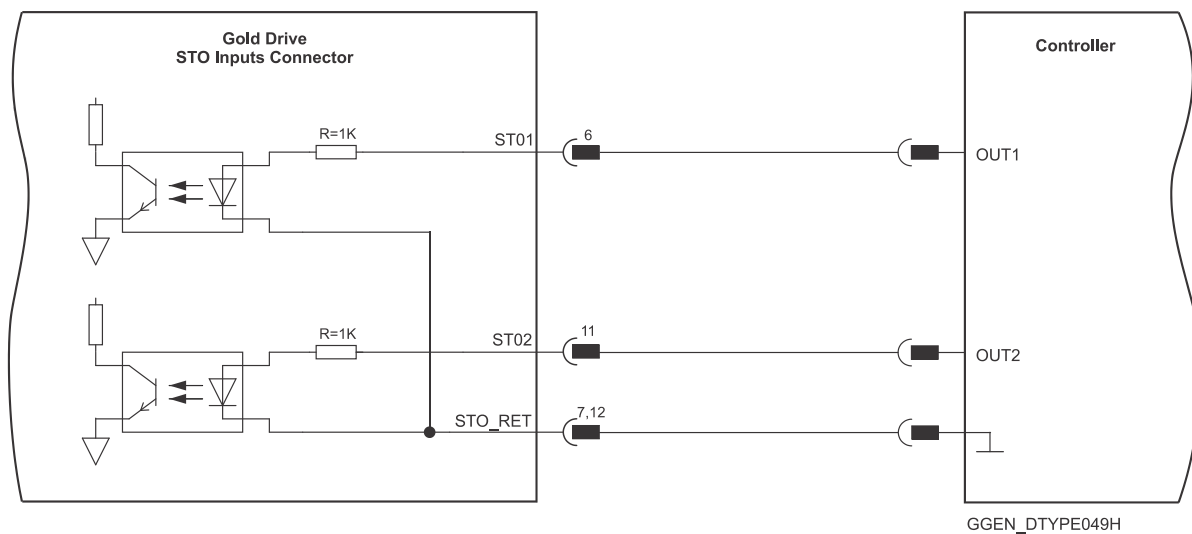 Gold Drive
STO Inputs Connector
Controller
R=1K
ST01
6
OUT1
R=1K
ST02
11
OUT2
STO_RET
7,12
GGEN_DTYPE049H